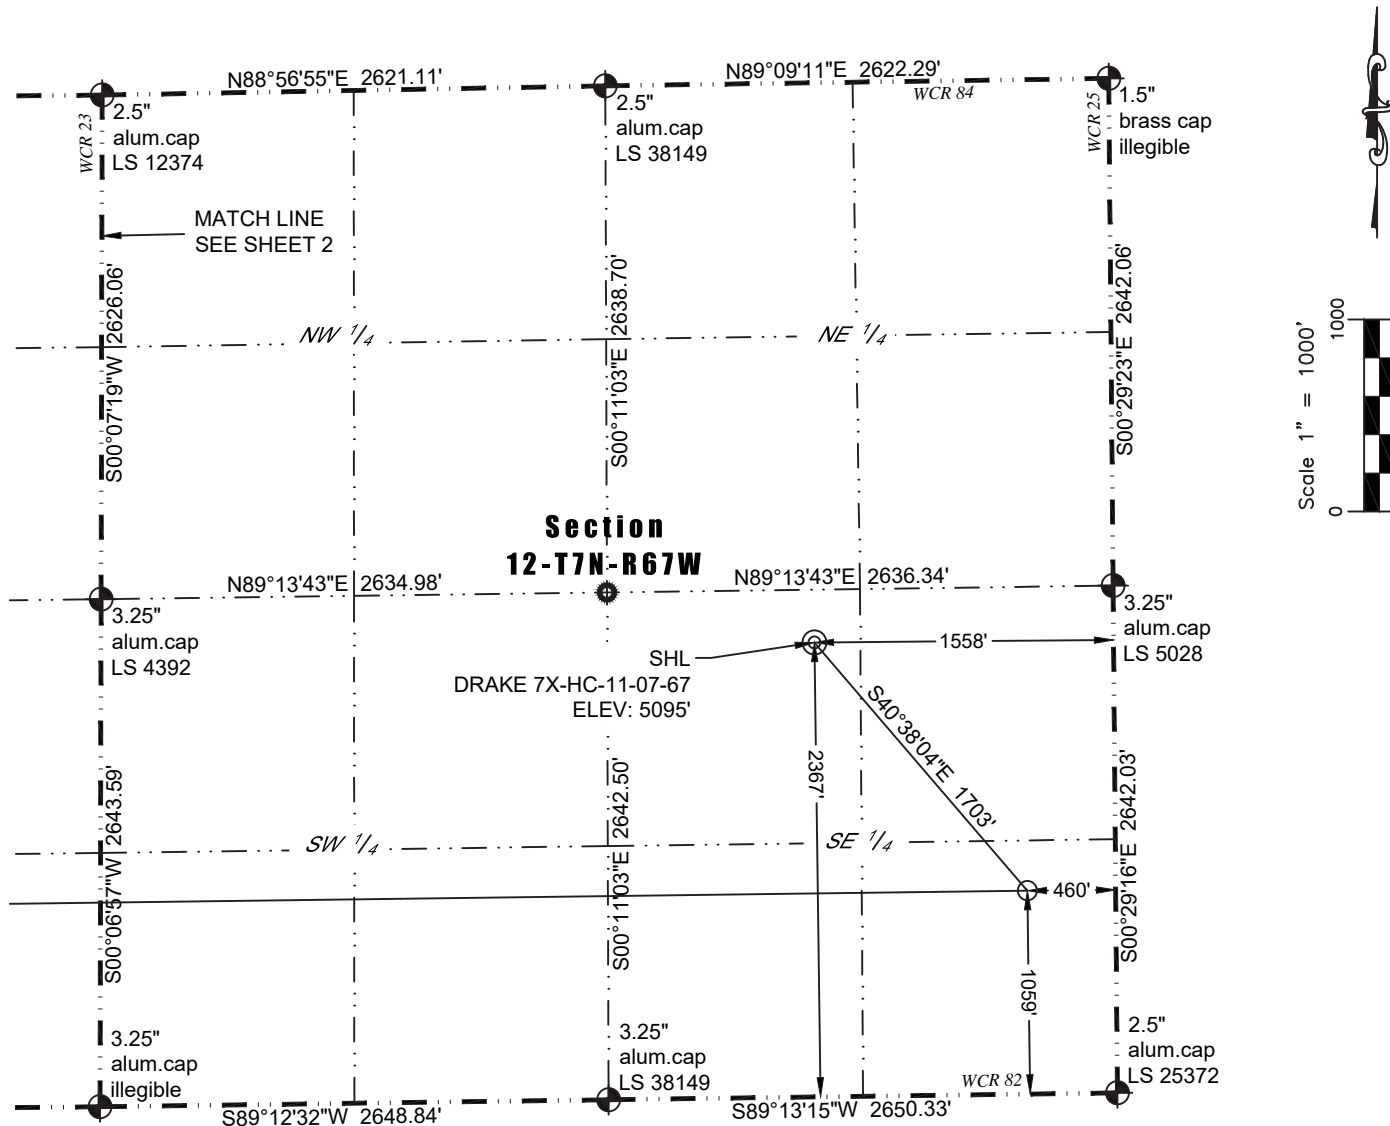 N88°56'55"E 2621.11'
N89°09'11"E 2622.29'
WCR 84
WCR 23
2.5"
alum.cap
LS 12374
2.5"
alum.cap
LS 38149
WCR 25
1.5"
brass cap
illegible
MATCH LINE
SEE SHEET 2
S00°07'19"W 2626.06'
NW 1/4
S00°11'03"E 2638.70'
NE 1/4
S00°29'23"E 2642.06'
Scale 1" = 1000'
0
1000
Section
12-T7N-R67W
N89°13'43"E 2634.98'
N89°13'43"E 2636.34'
3.25"
alum.cap
LS 4392
3.25"
alum.cap
LS 5028
1558'
SHL
DRAKE 7X-HC-11-07-67
ELEV: 5095'
S40°38'04"E 1703'
2367'
S00°06'57"W 2643.59'
SW 1/4
S00°11'03"E 2642.50'
SE 1/4
S00°29'16"E 2642.03'
460'
1059'
3.25"
alum.cap
illegible
3.25"
alum.cap
LS 38149
2.5"
alum.cap
LS 25372
WCR 82
S89°12'32"W 2648.84'
S89°13'15"W 2650.33'